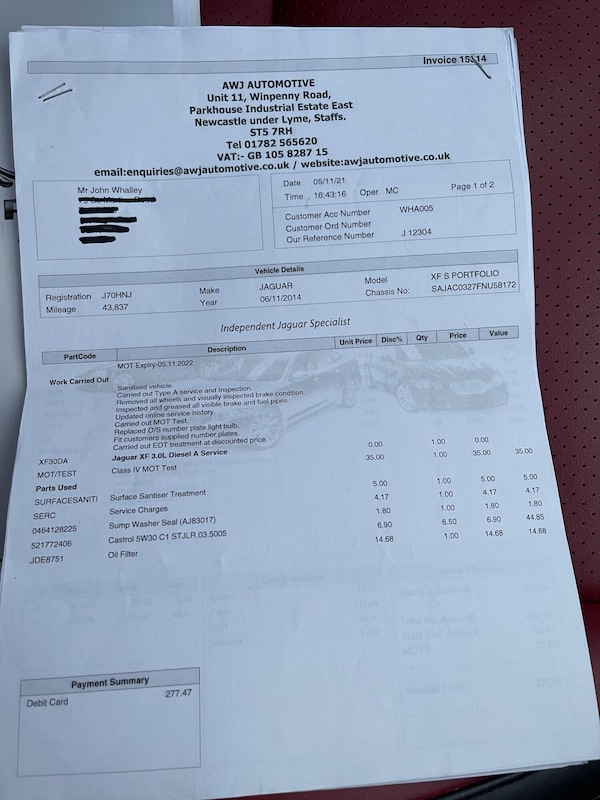 Invoice 15314
AWJ AUTOMOTIVE
Unit 11, Winpenny Road,
Parkhouse Industrial Estate East
Newcastle under Lyme, Staffs.
ST5 7RH
Tel 01782 565620
VAT:- GB 105 8287 15
email:enquiries@awjautomotive.co.uk / website:awjautomotive.co.uk
Mr John Whalley
Date 05/11/21
Time 16:43:16 Oper MC Page 1 of 2
Customer Acc Number WHA005
Customer Ord Number
Our Reference Number J 12304
Vehicle Details
Registration J70HNJ Make JAGUAR Model XF S PORTFOLIO
Mileage 43,837 Year 06/11/2014 Chassis No: SAJAC0327FNU58172
Independent Jaguar Specialist
PartCode Description Unit Price Disc% Qty Price Value
MOT Expiry-05.11.2022
Work Carried Out
Sanitised vehicle.
Carried out Type A service and Inspection.
Removed all wheels and visually inspected brake condition.
Inspected and greased all visible brake and fuel pipes
Updated online service history.
Carried out MOT Test.
Replaced O/S number plate light bulb.
Fit customers supplied number plates.
Carried out EDT treatment at discounted price.
XF30DA Jaguar XF 3.0L Diesel A Service 0.00 1.00 0.00
MOT/TEST Class IV MOT Test 35.00 1.00 35.00 35.00
Parts Used
SURFACESANITI Surface Santiser Treatment 5.00 1.00 5.00 5.00
SERC Service Charges 4.17 1.00 4.17 4.17
0464128225 Sump Washer Seal (AJ83017) 1.80 1.00 1.80 1.80
521772406 Castrol 5W30 C1 STJLR.03.5005 6.90 6.50 6.90 44.85
JDE8751 Oil Filter 14.68 1.00 14.68 14.68
Payment Summary
Debit Card 277.47